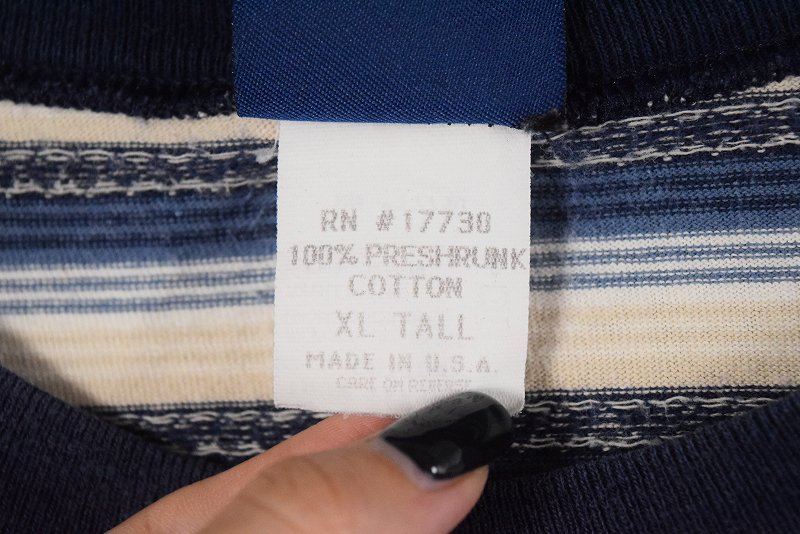 RN #17730
100% PRESHRUNK
COTTON
XL TALL
MADE IN U.S.A.
CARE ON REVERSE